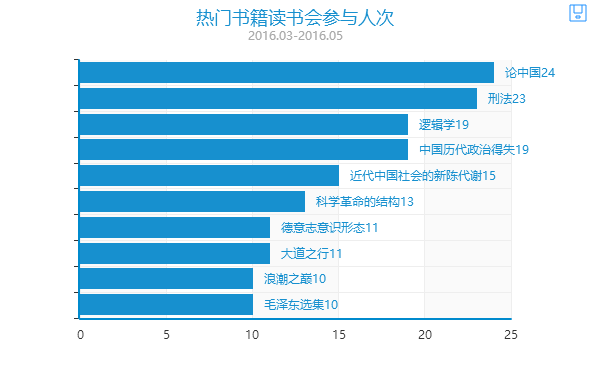 热门书籍读书会参与人次
2016.03-2016.05
论中国24
刑法23
逻辑学19
中国历代政治得失19
近代中国社会的新陈代谢15
科学革命的结构13
德意志意识形态11
大道之行11
浪潮之巅10
毛泽东选集10
0 5 10 15 20 25